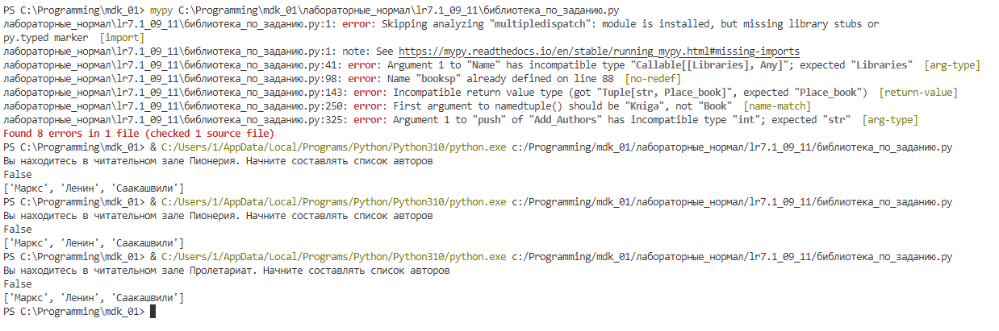 PS C:\Programming\mdk_01> mypy C:\Programming\mdk_01\лабораторные_нормал\lr7.1_09_11\библиотека_по_заданию.py
лабораторные_нормал\lr7.1_09_11\библиотека_по_заданию.py:1: error: Skipping analyzing "multipledispatch": module is installed, but missing library stubs or
py.typed marker  [import]
лабораторные_нормал\lr7.1_09_11\библиотека_по_заданию.py:1: note: See https://mypy.readthedocs.io/en/stable/running_mypy.html#missing-imports
лабораторные_нормал\lr7.1_09_11\библиотека_по_заданию.py:41: error: Argument 1 to "Name" has incompatible type "Callable[[Libraries], Any]"; expected "Libraries"  [arg-type]
лабораторные_нормал\lr7.1_09_11\библиотека_по_заданию.py:98: error: Name "booksp" already defined on line 88  [no-redef]
лабораторные_нормал\lr7.1_09_11\библиотека_по_заданию.py:143: error: Incompatible return value type (got "Tuple[str, Place_book]", expected "Place_book")  [return-value]
лабораторные_нормал\lr7.1_09_11\библиотека_по_заданию.py:250: error: First argument to namedtuple() should be "Kniga", not "Book"  [name-match]
лабораторные_нормал\lr7.1_09_11\библиотека_по_заданию.py:325: error: Argument 1 to "push" of "Add_Authors" has incompatible type "int"; expected "str"  [arg-type]
Found 8 errors in 1 file (checked 1 source file)
PS C:\Programming\mdk_01> & C:/Users/1/AppData/Local/Programs/Python/Python310/python.exe c:/Programming/mdk_01/лабораторные_нормал/lr7.1_09_11/библиотека_по_заданию.py
Вы находитесь в читательном зале Пионерия. Начните составлять список авторов
False
['Маркс', 'Ленин', 'Саакашвили']
PS C:\Programming\mdk_01> & C:/Users/1/AppData/Local/Programs/Python/Python310/python.exe c:/Programming/mdk_01/лабораторные_нормал/lr7.1_09_11/библиотека_по_заданию.py
Вы находитесь в читательном зале Пионерия. Начните составлять список авторов
False
['Маркс', 'Ленин', 'Саакашвили']
PS C:\Programming\mdk_01> & C:/Users/1/AppData/Local/Programs/Python/Python310/python.exe c:/Programming/mdk_01/лабораторные_нормал/lr7.1_09_11/библиотека_по_заданию.py
Вы находитесь в читательном зале Пролетариат. Начните составлять список авторов
False
['Маркс', 'Ленин', 'Саакашвили']
PS C:\Programming\mdk_01>